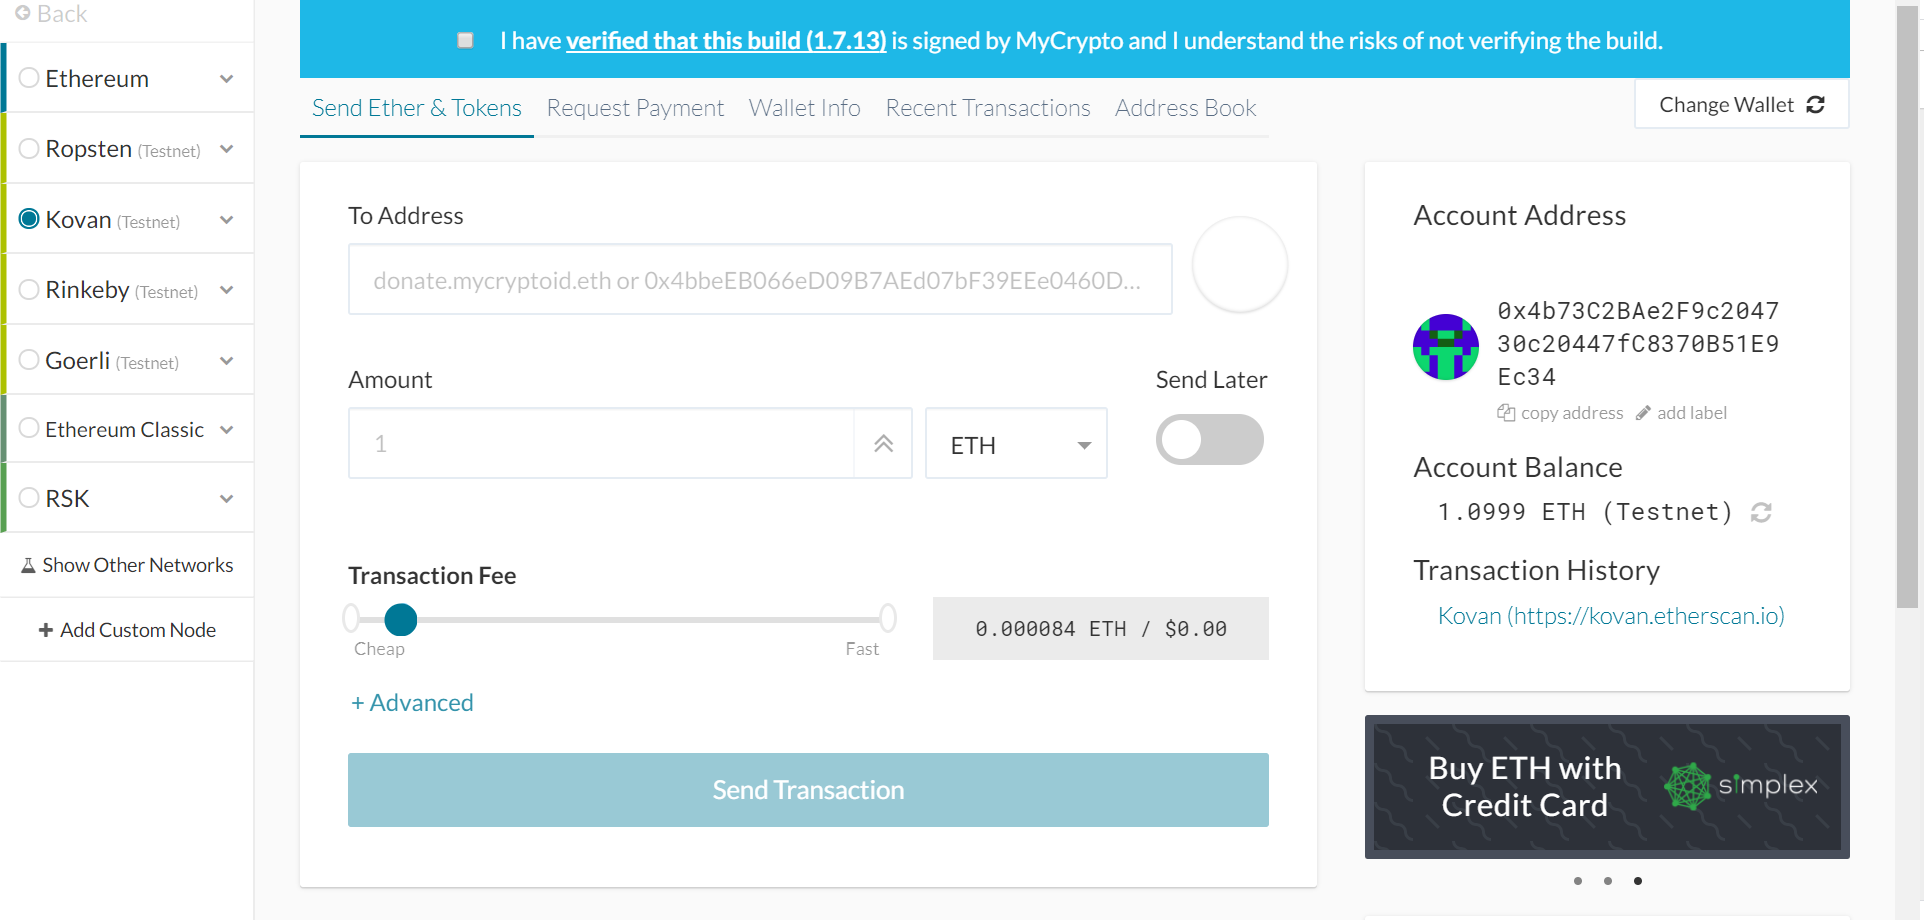 Back
Ethereum
Ropsten (Testnet)
Kovan (Testnet)
Rinkeby (Testnet)
Goerli (Testnet)
Ethereum Classic
RSK
Show Other Networks
+ Add Custom Node
I have verified that this build (1.7.13) is signed by MyCrypto and I understand the risks of not verifying the build.
Send Ether & Tokens Request Payment Wallet Info Recent Transactions Address Book
Change Wallet
To Address
donate.mycryptoid.eth or 0x4bbeEB066eD09B7AEd07bF39EEe0460D...
Amount
Send Later
1
ETH
Transaction Fee
Cheap
Fast
0.000084 ETH / $0.00
+ Advanced
Send Transaction
Account Address
0x4b73C2BAe2F9c2047
30c20447fC8370B51E9
Ec34
copy address add label
Account Balance
1.0999 ETH (Testnet)
Transaction History
Kovan (https://kovan.etherscan.io)
Buy ETH with
Credit Card
simplex